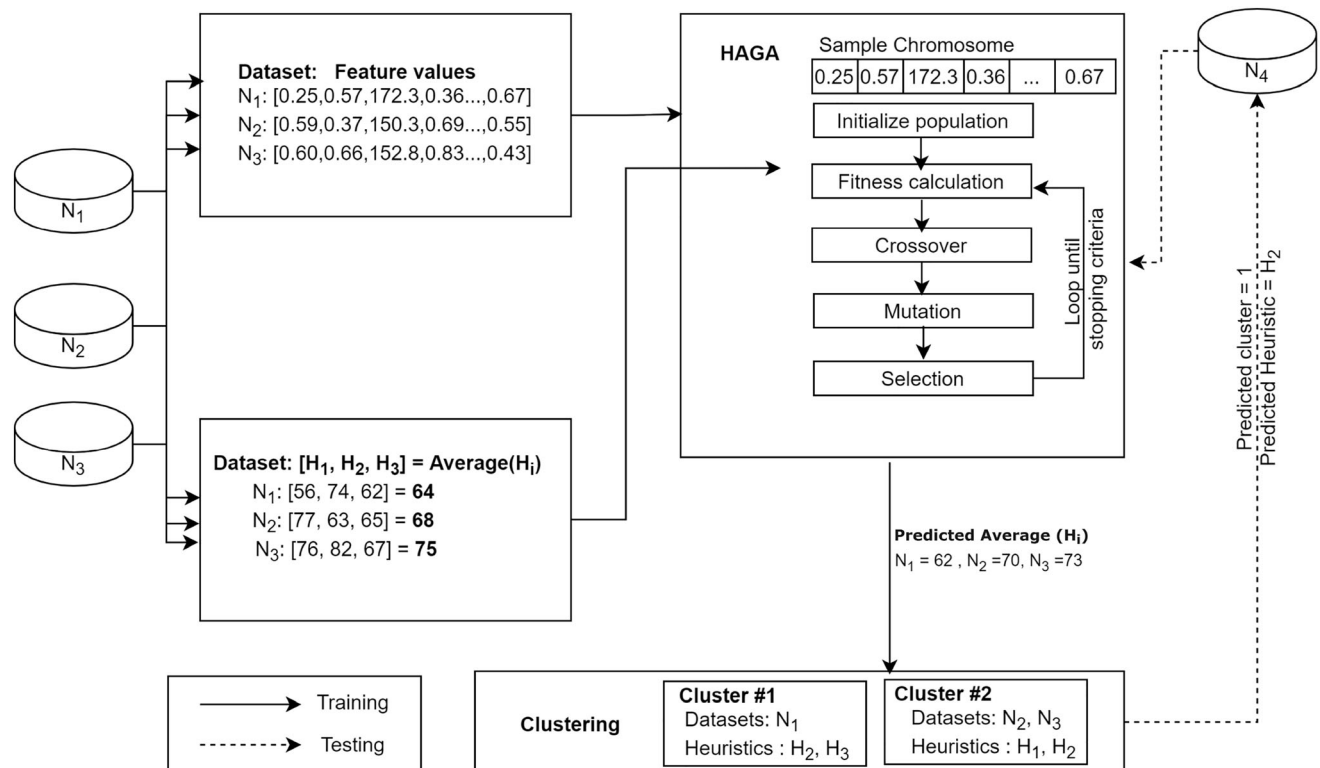 N₁
N₂
N₃
Dataset: Feature values
N₁: [0.25,0.57,172.3,0.36...,0.67]
N₂: [0.59,0.37,150.3,0.69...,0.55]
N₃: [0.60,0.66,152.8,0.83...,0.43]
Dataset: [H₁, H₂, H₃] = Average(Hᵢ)
N₁: [56, 74, 62] = 64
N₂: [77, 63, 65] = 68
N₃: [76, 82, 67] = 75
HAGA
Sample Chromosome
0.25 0.57 172.3 0.36 ... 0.67
Initialize population
Fitness calculation
Crossover
Mutation
Selection
Loop until
stopping criteria
N₄
Predicted cluster = 1
Predicted Heuristic = H₂
Predicted Average (Hᵢ)
N₁ = 62 , N₂ =70, N₃ =73
Training
Testing
Clustering
Cluster #1
Datasets: N₁
Heuristics : H₂, H₃
Cluster #2
Datasets: N₂, N₃
Heuristics : H₁, H₂